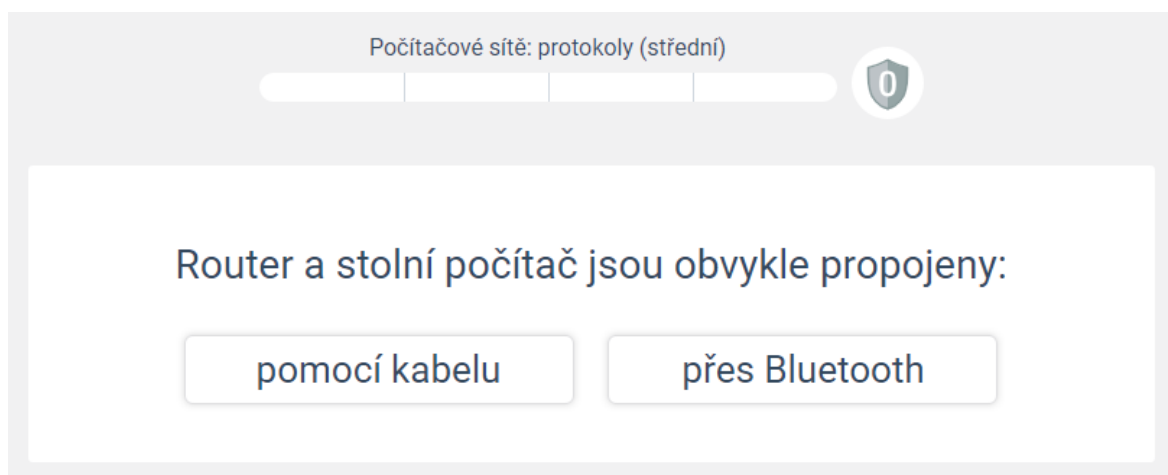 Počítačové sítě: protokoly (střední)
0
Router a stolní počítač jsou obvykle propojeny:
pomocí kabelu
přes Bluetooth